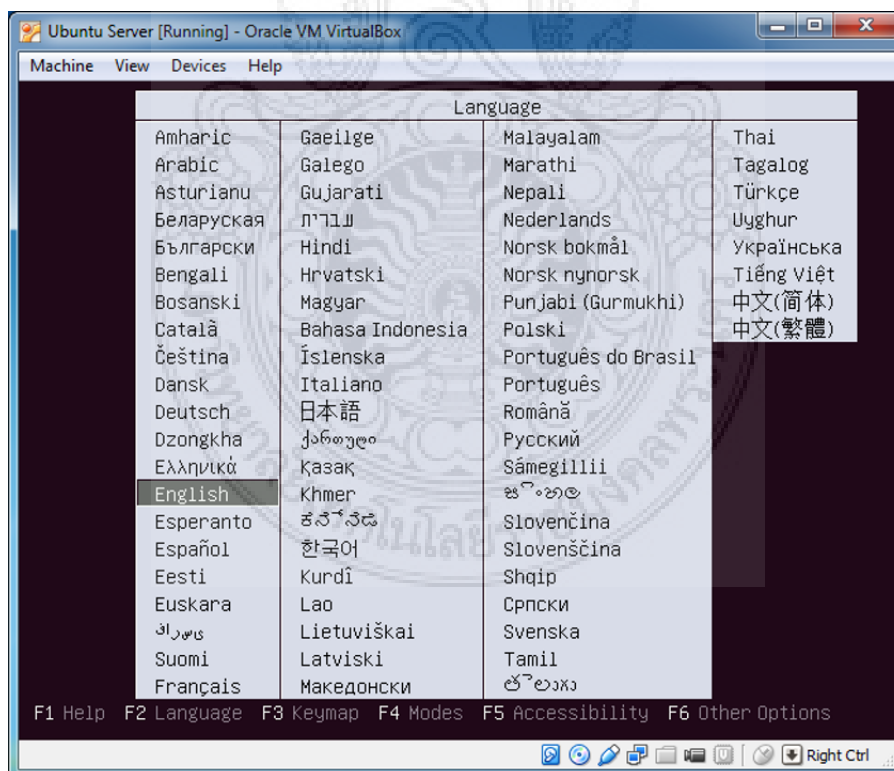 Ubuntu Server [Running] - Oracle VM VirtualBox
Machine View Devices Help
Language
Amharic
Arabic
Asturianu
Беларуская
Български
Bengali
Bosanski
Català
Čeština
Dansk
Deutsch
Dzongkha
Ελληνικά
English
Esperanto
Español
Eesti
Euskara
فارسی
Suomi
Français
Gaeilge
Galego
Gujarati
עברית
Hindi
Hrvatski
Magyar
Bahasa Indonesia
Íslenska
Italiano
日本語
ქართული
Қазақ
Khmer
ಕನ್ನಡ
한국어
Kurdî
Lao
Lietuviškai
Latviski
Македонски
Malayalam
Marathi
Nepali
Nederlands
Norsk bokmål
Norsk nynorsk
Punjabi (Gurmukhi)
Polski
Português do Brasil
Português
Română
Русский
Sámegillii
සිංහල
Slovenčina
Slovenščina
Shqip
Српски
Svenska
Tamil
తెలుగు
Thai
Tagalog
Türkçe
Uyghur
Українська
Tiếng Việt
中文(简体)
中文(繁體)
F1 Help F2 Language F3 Keymap F4 Modes F5 Accessibility F6 Other Options
Right Ctrl